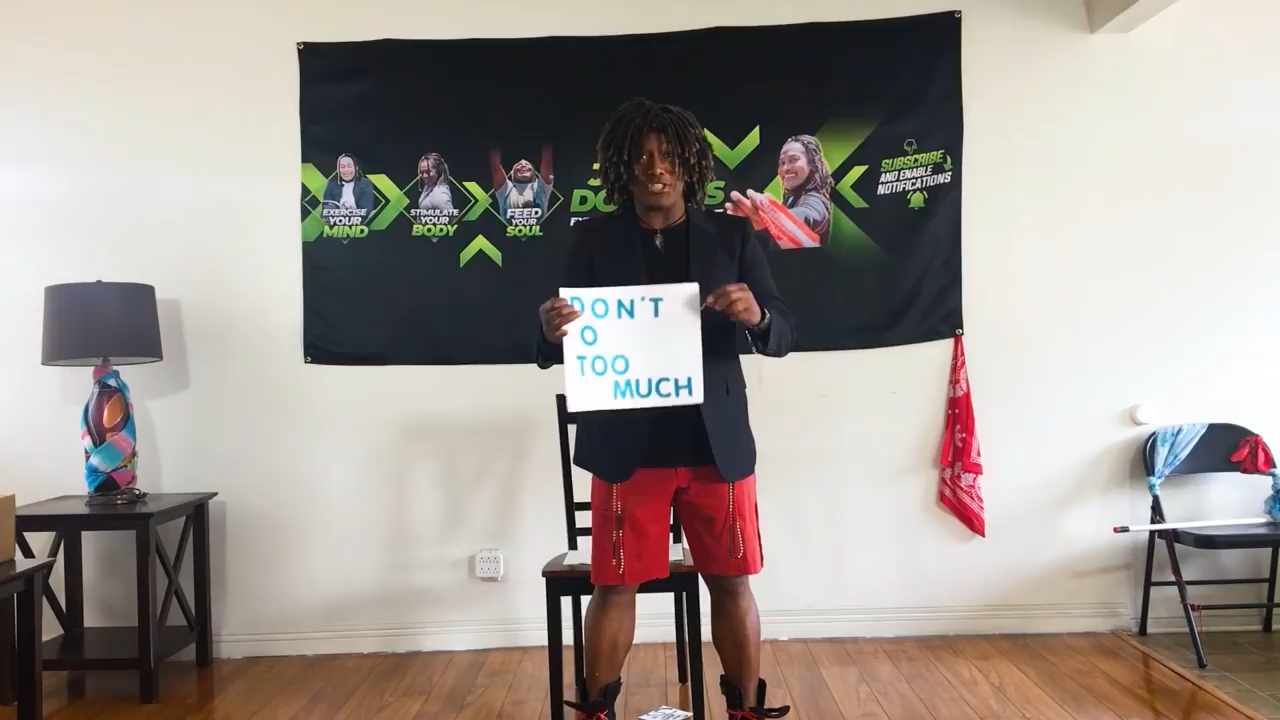 EXERCISE
YOUR
MIND
STIMULATE
YOUR
BODY
FEED
YOUR
SOUL
SUBSCRIBE
AND ENABLE
NOTIFICATIONS
DON'T
O
TOO
MUCH